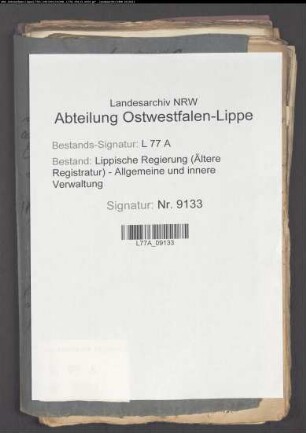 Landesarchiv NRW
Abteilung Ostwestfalen-Lippe
Bestands-Signatur: L 77 A
Bestand: Lippische Regierung (Ältere
Registratur) - Allgemeine und innere
Verwaltung
Signatur: Nr. 9133
L77A_09133